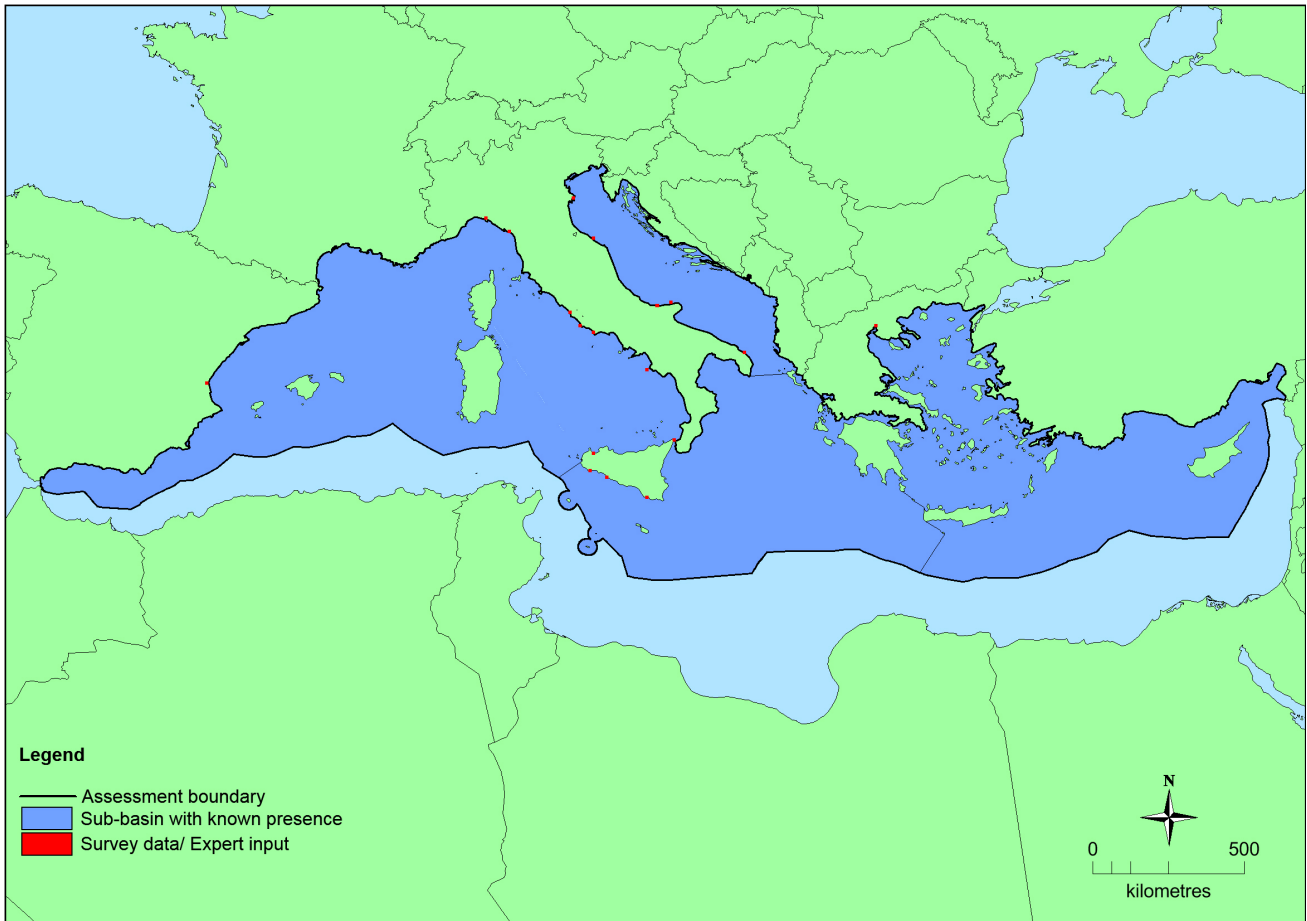 Legend
Assessment boundary
Sub-basin with known presence
Survey data/ Expert input
N
0 500
kilometres